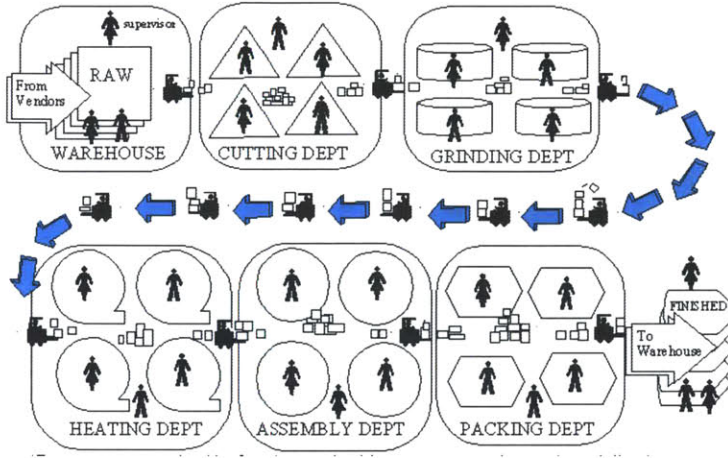 supervisor
From
Vendors
RAW
WAREHOUSE
CUTTING DEPT
GRINDING DEPT
FINISHED
To
Warehouse
HEATING DEPT
ASSEMBLY DEPT
PACKING DEPT